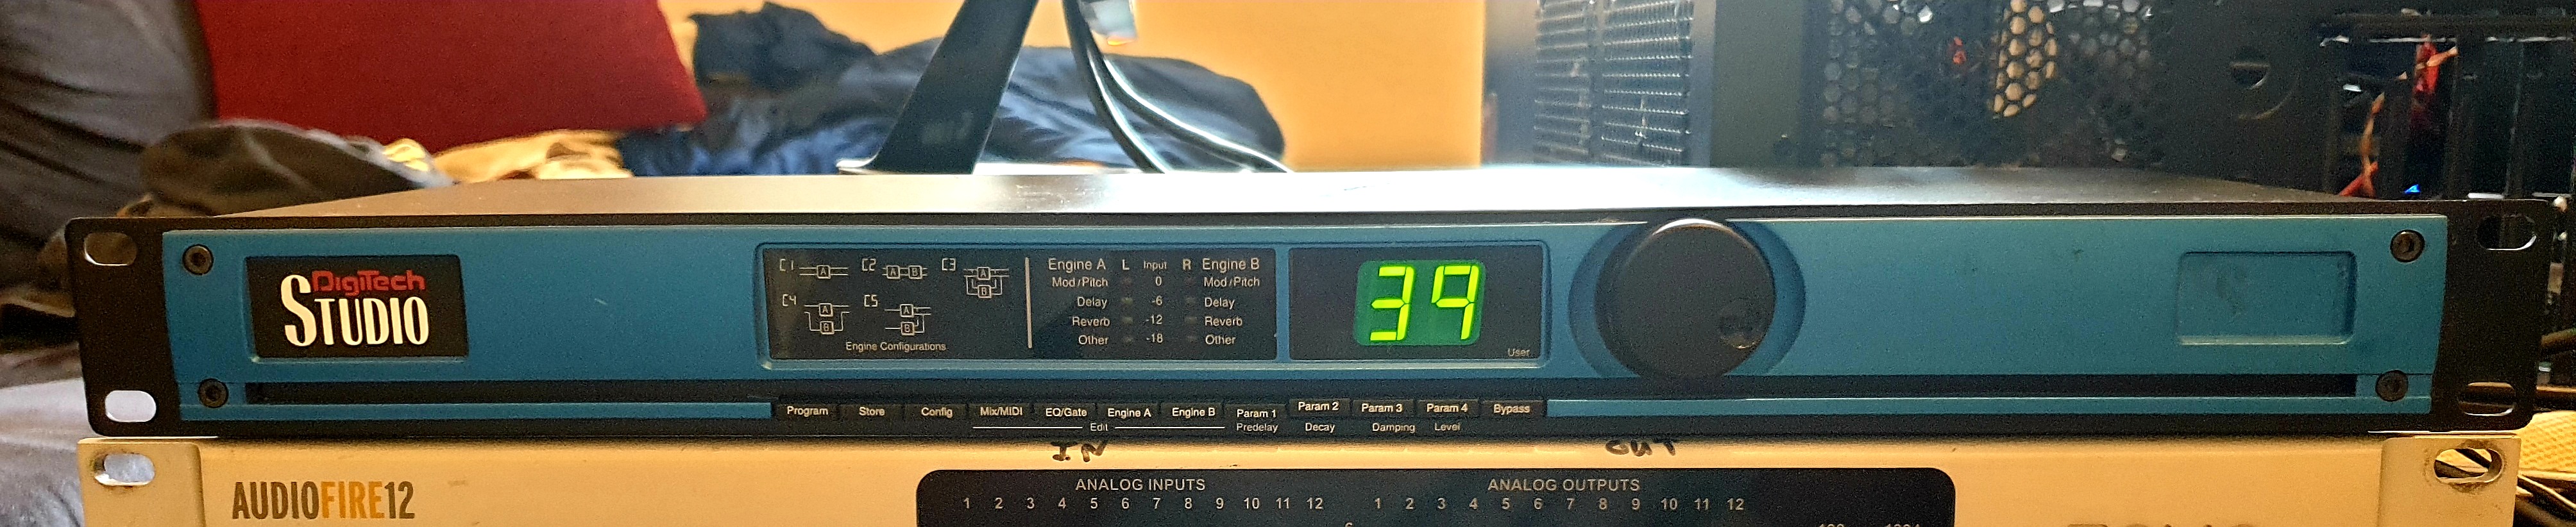 DigiTech
STUDIO
C1 A C2 A B C3 A B
C4 A B C5 A B
Engine Configurations
Engine A L Input R Engine B
Mod/Pitch 0 Mod/Pitch
Delay -6 Delay
Reverb -12 Reverb
Other -18 Other
39
User
Program Store Config Mix/MIDI EQ/Gate Engine A Engine B Param 1 Param 2 Param 3 Param 4 Bypass
Edit Predelay Decay Damping Level
IN OUT
AUDIOFIRE12
ANALOG INPUTS ANALOG OUTPUTS
1 2 3 4 5 6 7 8 9 10 11 12 1 2 3 4 5 6 7 8 9 10 11 12